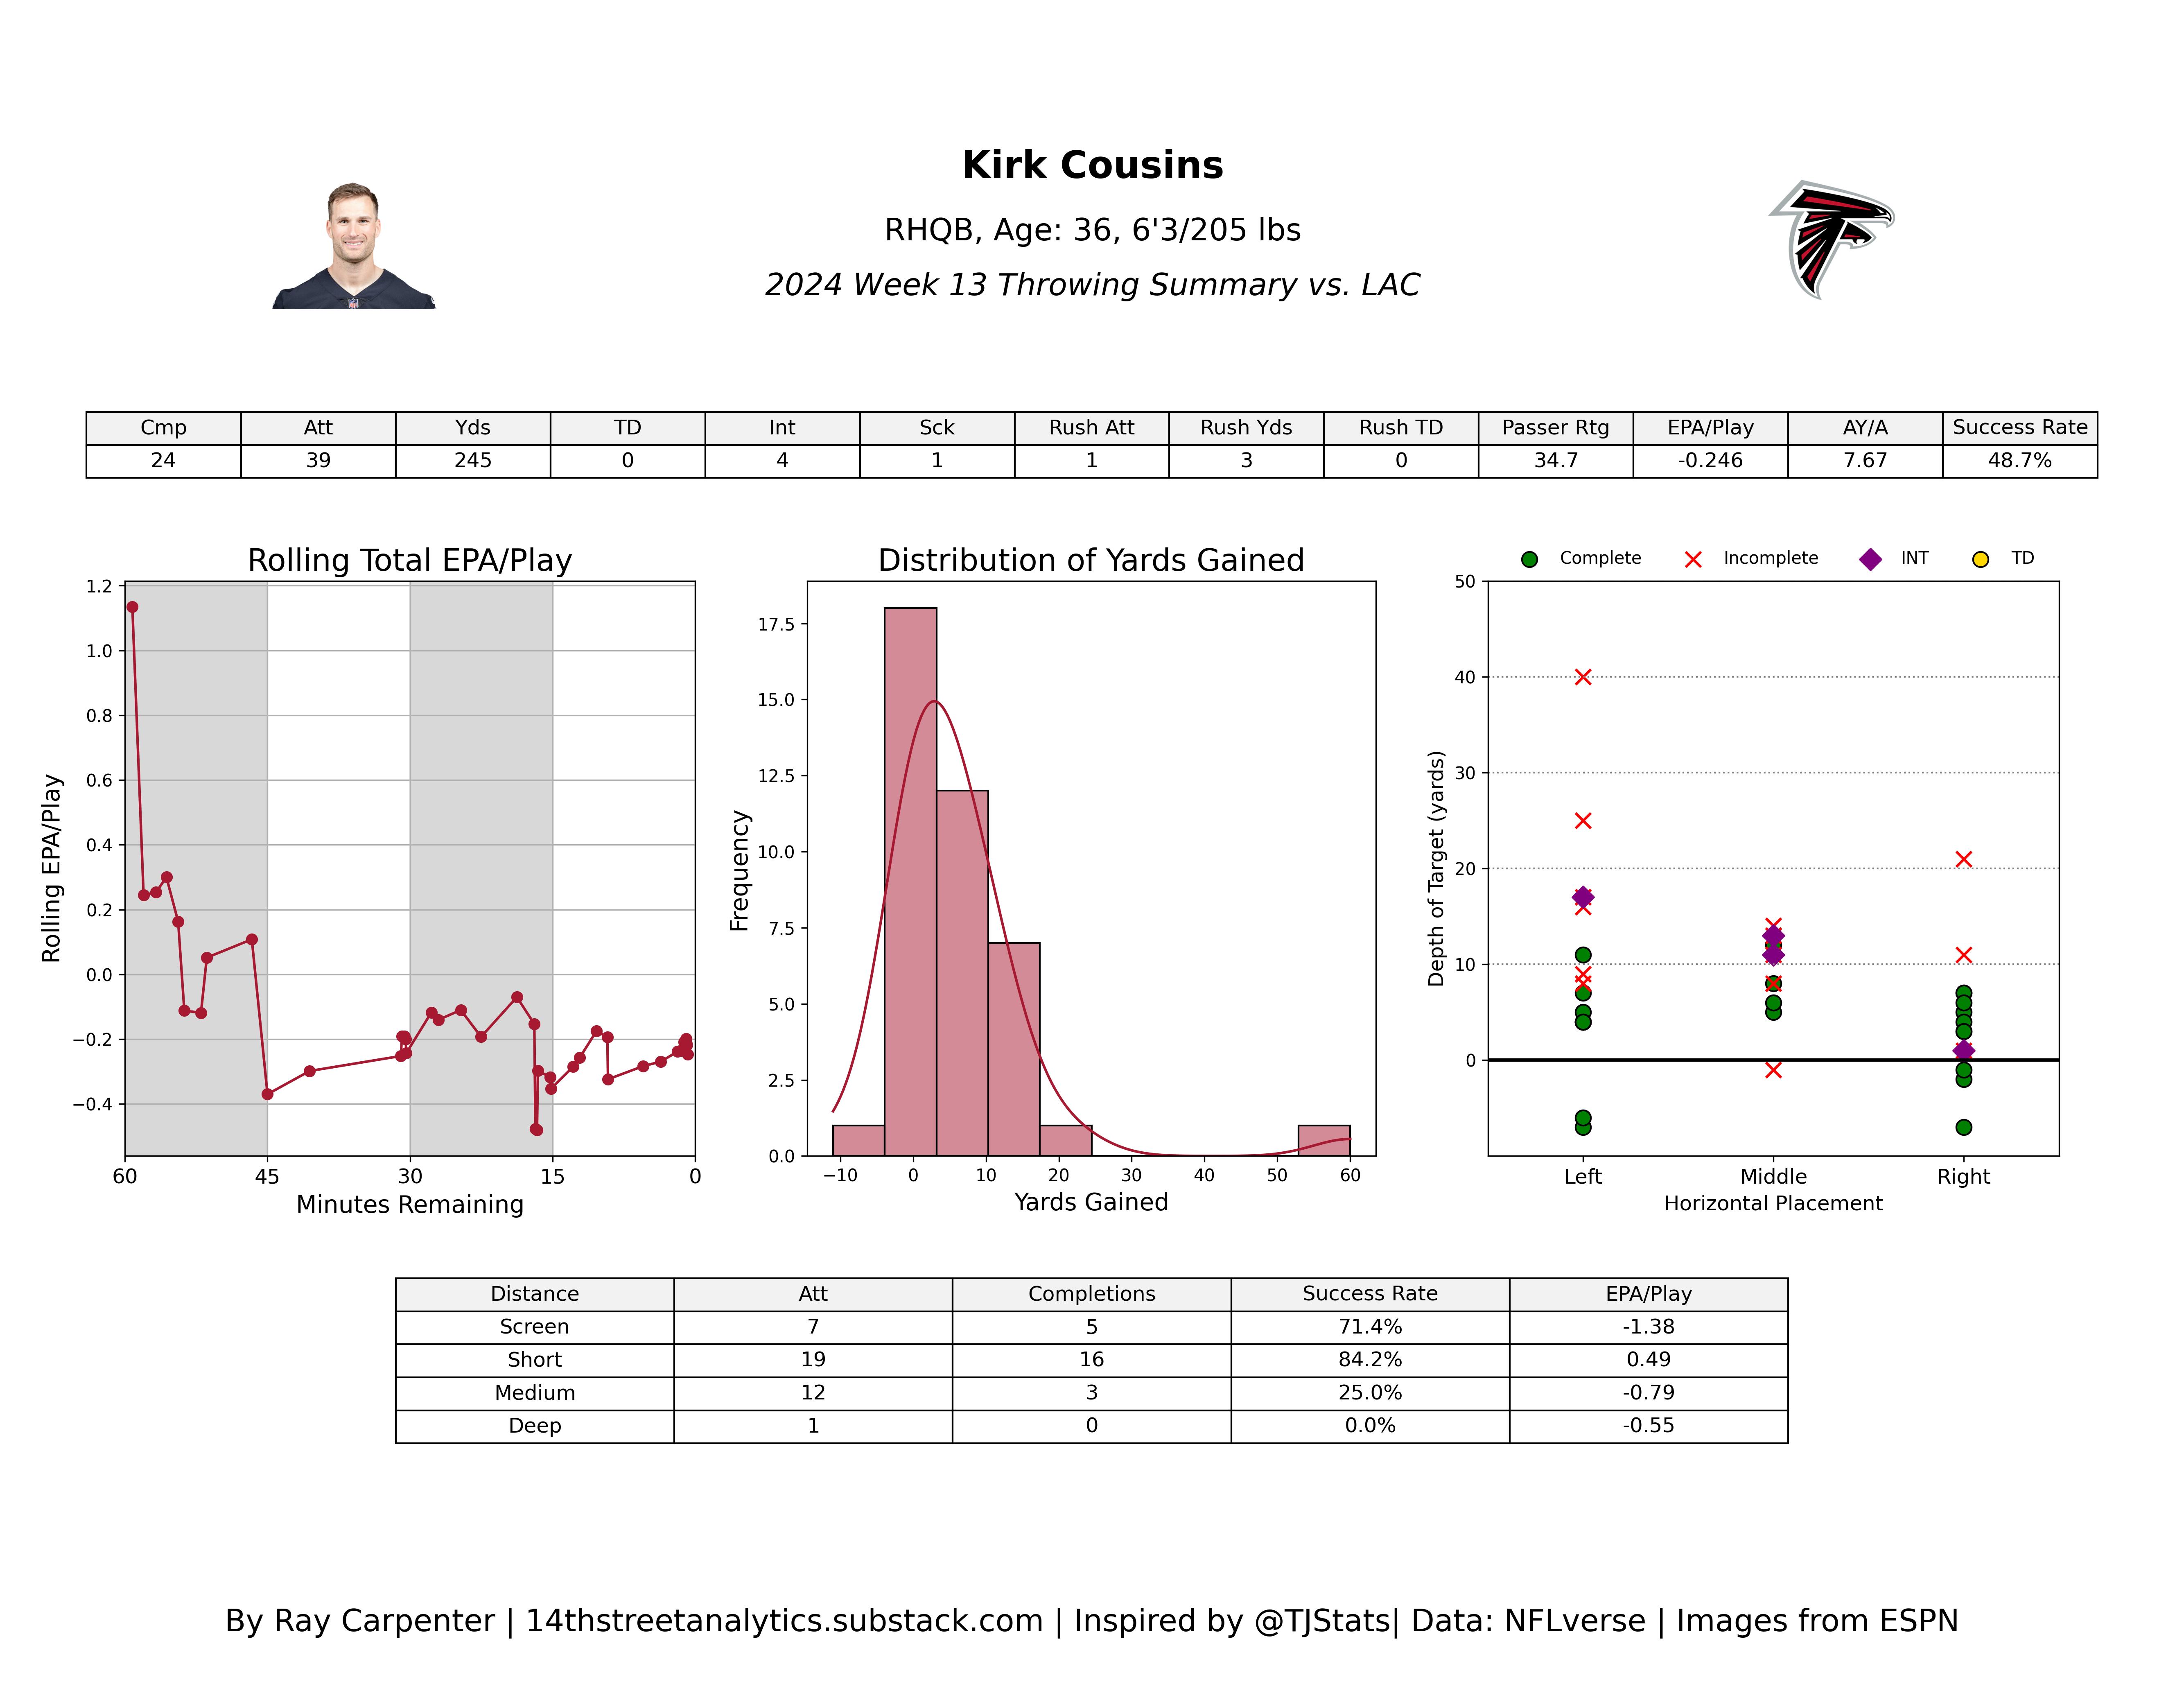 Kirk Cousins
RHQB, Age: 36, 6'3/205 lbs
2024 Week 13 Throwing Summary vs. LAC
Cmp Att Yds TD Int Sck Rush Att Rush Yds Rush TD Passer Rtg EPA/Play AY/A Success Rate
24 39 245 0 4 1 1 3 0 34.7 -0.246 7.67 48.7%
Rolling Total EPA/Play
1.2
1.0
0.8
0.6
0.4
0.2
0.0
−0.2
−0.4
Rolling EPA/Play
60 45 30 15 0
Minutes Remaining
Distribution of Yards Gained
17.5
15.0
12.5
10.0
7.5
5.0
2.5
0.0
Frequency
−10 0 10 20 30 40 50 60
Yards Gained
Complete Incomplete INT TD
50
40
30
20
10
0
Depth of Target (yards)
Left Middle Right
Horizontal Placement
Distance Att Completions Success Rate EPA/Play
Screen 7 5 71.4% -1.38
Short 19 16 84.2% 0.49
Medium 12 3 25.0% -0.79
Deep 1 0 0.0% -0.55
By Ray Carpenter | 14thstreetanalytics.substack.com | Inspired by @TJStats| Data: NFLverse | Images from ESPN